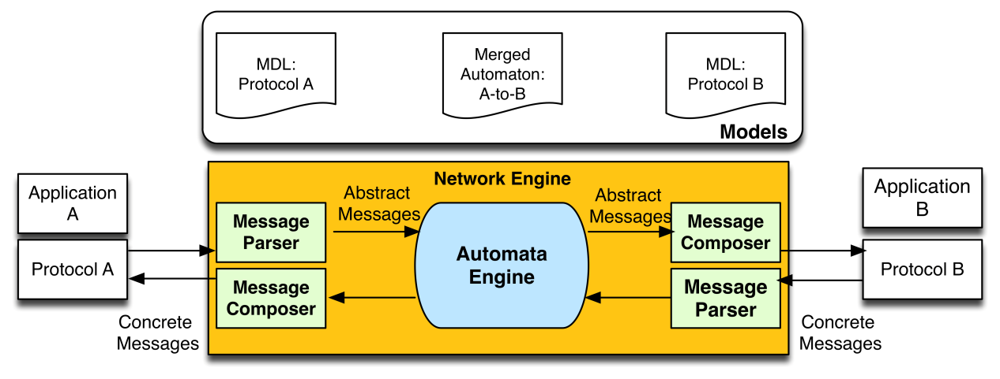 MDL:
Protocol A
Merged
Automaton:
A-to-B
MDL:
Protocol B
Models
Network Engine
Application
A
Protocol A
Concrete
Messages
Message
Parser
Message
Composer
Abstract
Messages
Automata
Engine
Abstract
Messages
Message
Composer
Message
Parser
Application
B
Protocol B
Concrete
Messages